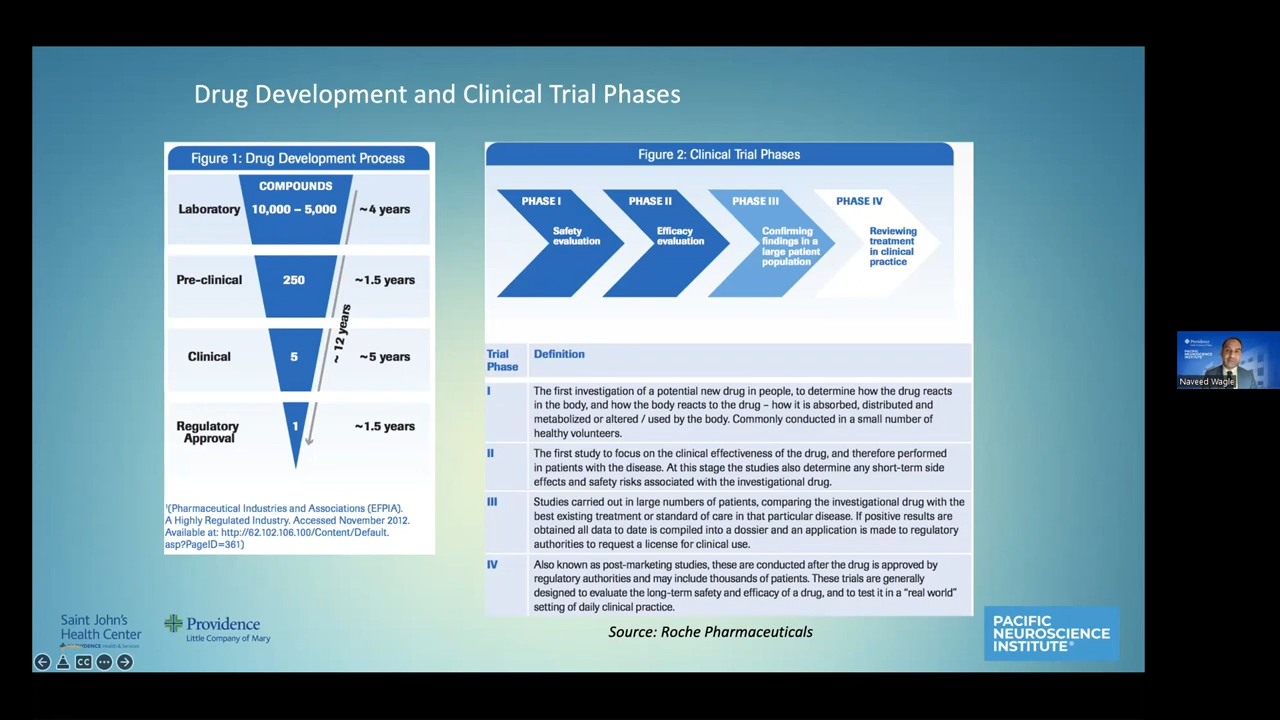 Drug Development and Clinical Trial Phases
Figure 1: Drug Development Process
COMPOUNDS
Laboratory 10,000 – 5,000 ~4 years
Pre-clinical 250 ~1.5 years
~ 12 years
Clinical 5 ~5 years
Regulatory
Approval 1 ~1.5 years
¹(Pharmaceutical Industries and Associations (EFPIA).
A Highly Regulated Industry. Accessed November 2012.
Available at: http://62.102.106.100/Content/Default.
asp?PageID=361)
Figure 2: Clinical Trial Phases
PHASE I
Safety
evaluation
PHASE II
Efficacy
evaluation
PHASE III
Confirming
findings in a
large patient
population
PHASE IV
Reviewing
treatment
in clinical
practice
Trial
Phase
Definition
I
The first investigation of a potential new drug in people, to determine how the drug reacts
in the body, and how the body reacts to the drug – how it is absorbed, distributed and
metabolized or altered / used by the body. Commonly conducted in a small number of
healthy volunteers.
II
The first study to focus on the clinical effectiveness of the drug, and therefore performed
in patients with the disease. At this stage the studies also determine any short-term side
effects and safety risks associated with the investigational drug.
III
Studies carried out in large numbers of patients, comparing the investigational drug with the
best existing treatment or standard of care in that particular disease. If positive results are
obtained all data to date is compiled into a dossier and an application is made to regulatory
authorities to request a license for clinical use.
IV
Also known as post-marketing studies, these are conducted after the drug is approved by
regulatory authorities and may include thousands of patients. These trials are generally
designed to evaluate the long-term safety and efficacy of a drug, and to test it in a “real world”
setting of daily clinical practice.
Source: Roche Pharmaceuticals
Saint John's
Health Center
Providence
Little Company of Mary
CC
PACIFIC
NEUROSCIENCE
INSTITUTE®
Providence
PACIFIC
NEUROSCIENCE
INSTITUTE
Naveed Wagle